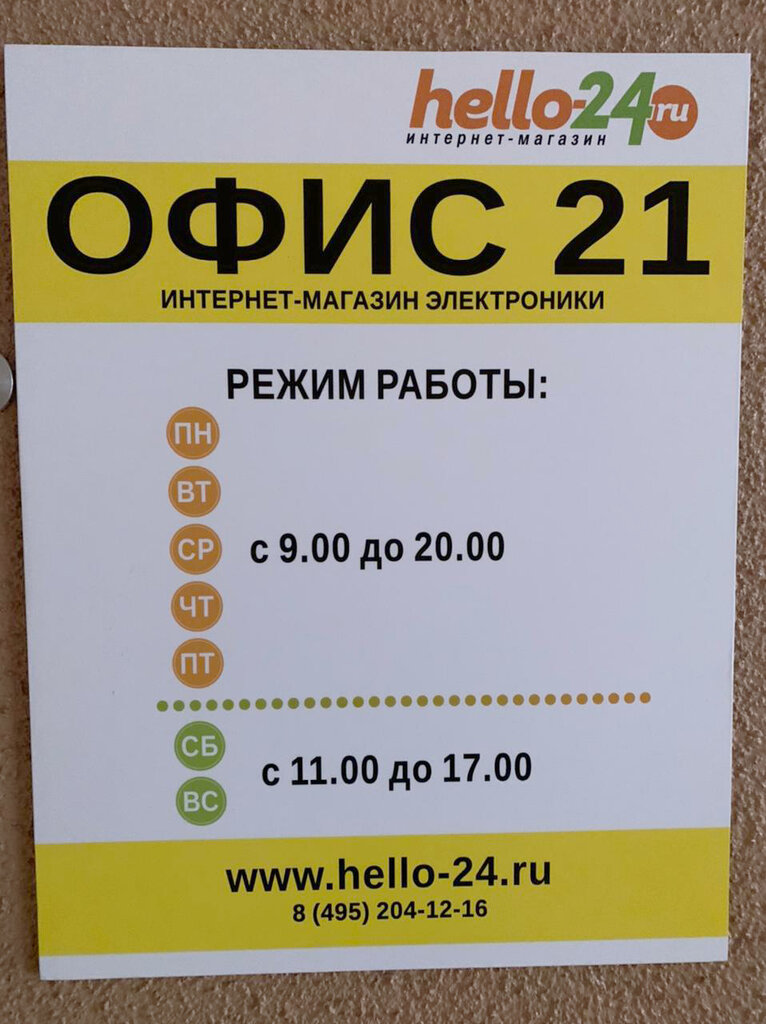 hello-24.ru
интернет-магазин
ОФИС 21
ИНТЕРНЕТ-МАГАЗИН ЭЛЕКТРОНИКИ
РЕЖИМ РАБОТЫ:
ПН
ВТ
СР с 9.00 до 20.00
ЧТ
ПТ
СБ
с 11.00 до 17.00
ВС
www.hello-24.ru
8 (495) 204-12-16